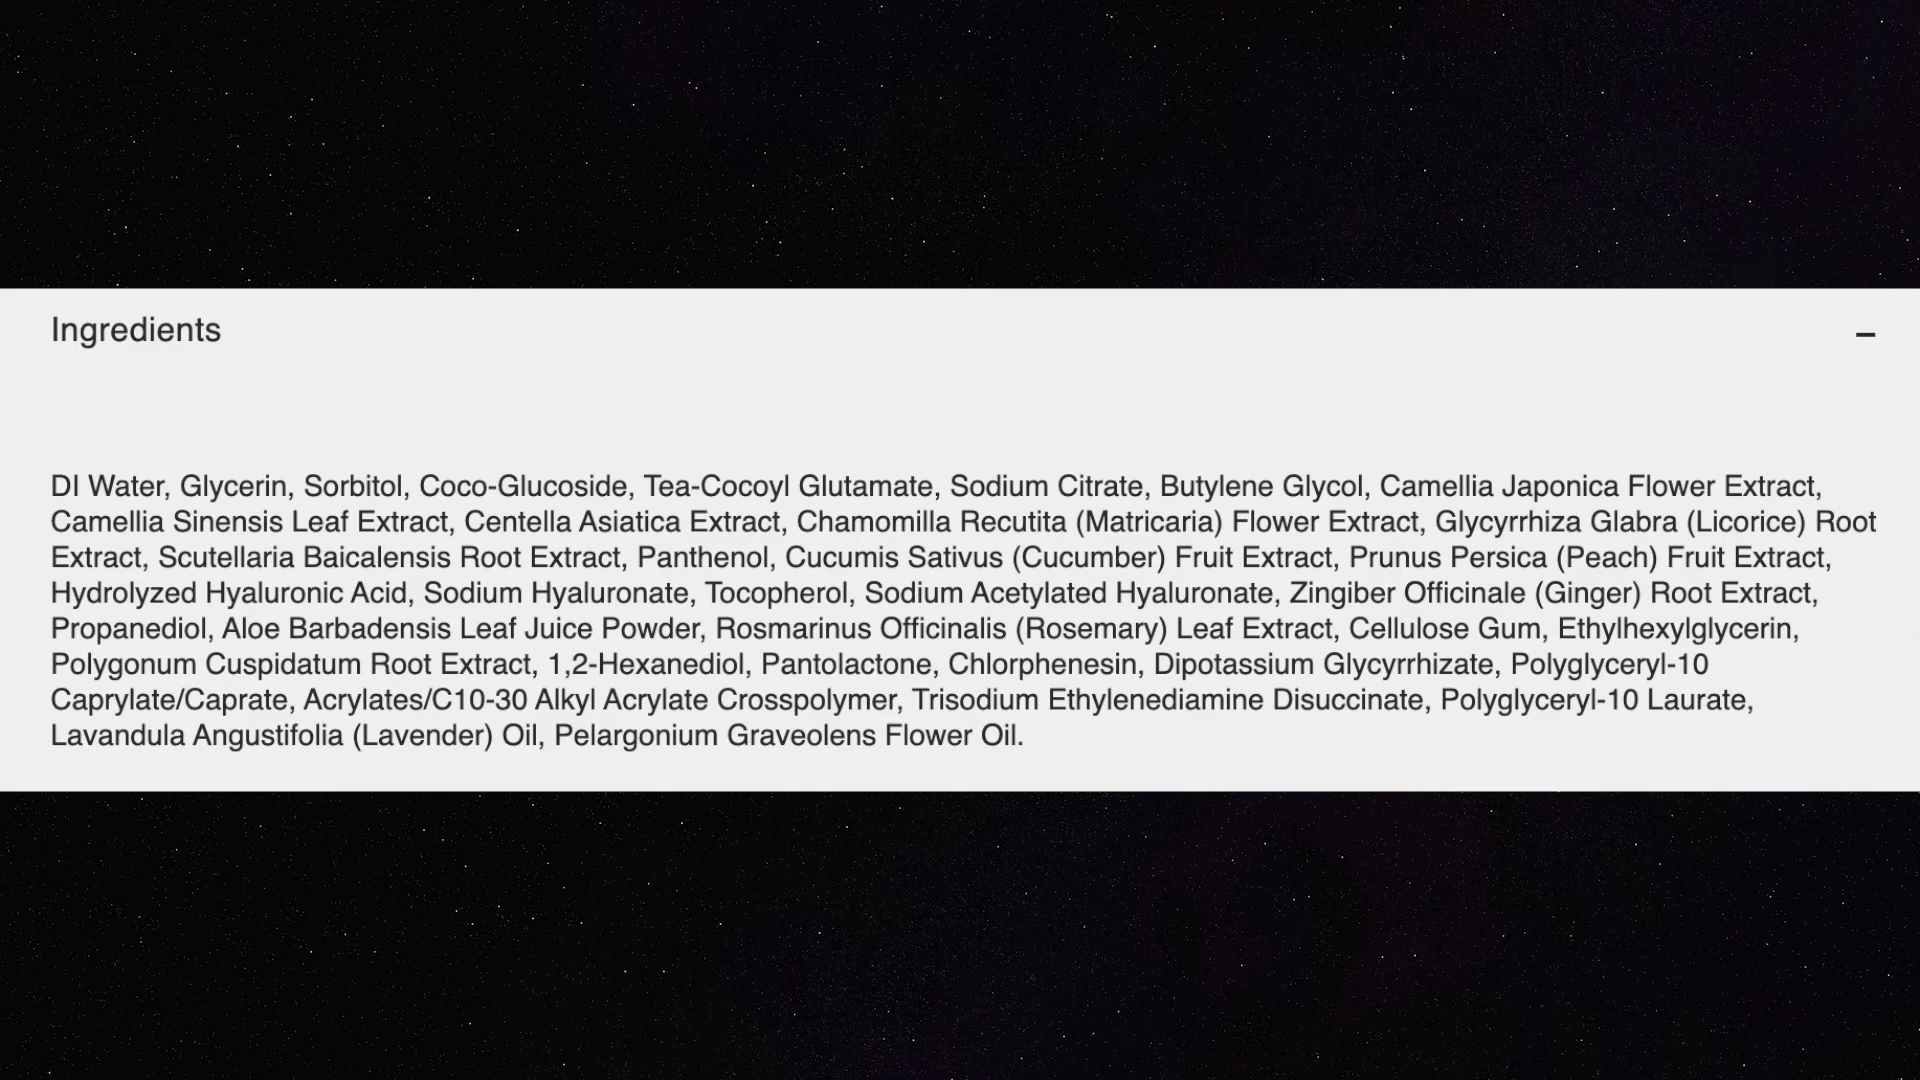 Ingredients
DI Water, Glycerin, Sorbitol, Coco-Glucoside, Tea-Cocoyl Glutamate, Sodium Citrate, Butylene Glycol, Camellia Japonica Flower Extract,
Camellia Sinensis Leaf Extract, Centella Asiatica Extract, Chamomilla Recutita (Matricaria) Flower Extract, Glycyrrhiza Glabra (Licorice) Root
Extract, Scutellaria Baicalensis Root Extract, Panthenol, Cucumis Sativus (Cucumber) Fruit Extract, Prunus Persica (Peach) Fruit Extract,
Hydrolyzed Hyaluronic Acid, Sodium Hyaluronate, Tocopherol, Sodium Acetylated Hyaluronate, Zingiber Officinale (Ginger) Root Extract,
Propanediol, Aloe Barbadensis Leaf Juice Powder, Rosmarinus Officinalis (Rosemary) Leaf Extract, Cellulose Gum, Ethylhexylglycerin,
Polygonum Cuspidatum Root Extract, 1,2-Hexanediol, Pantolactone, Chlorphenesin, Dipotassium Glycyrrhizate, Polyglyceryl-10
Caprylate/Caprate, Acrylates/C10-30 Alkyl Acrylate Crosspolymer, Trisodium Ethylenediamine Disuccinate, Polyglyceryl-10 Laurate,
Lavandula Angustifolia (Lavender) Oil, Pelargonium Graveolens Flower Oil.